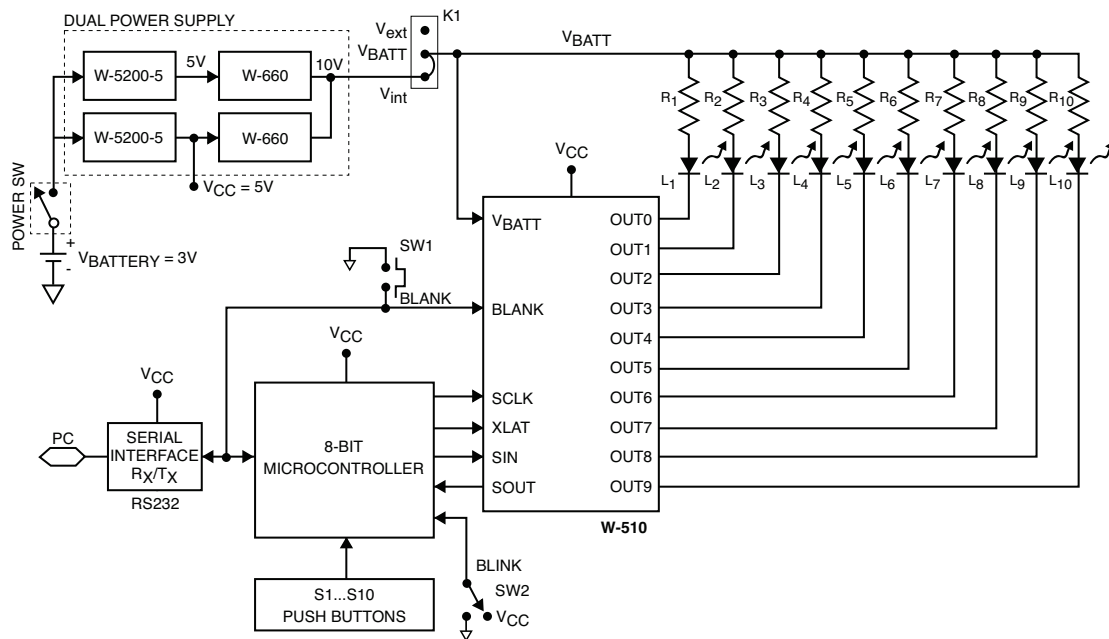 DUAL POWER SUPPLY
W-5200-5
5V
W-660
10V
W-5200-5
W-660
VCC = 5V
POWER SW
+
-
VBATTERY = 3V
K1
Vext
VBATT
Vint
VBATT
R1
R2
R3
R4
R5
R6
R7
R8
R9
R10
L1
L2
L3
L4
L5
L6
L7
L8
L9
L10
VCC
VBATT
BLANK
SCLK
XLAT
SIN
SOUT
OUT0
OUT1
OUT2
OUT3
OUT4
OUT5
OUT6
OUT7
OUT8
OUT9
W-510
SW1
BLANK
VCC
8-BIT
MICROCONTROLLER
VCC
PC
SERIAL
INTERFACE
RX/TX
RS232
S1...S10
PUSH BUTTONS
BLINK
SW2
VCC